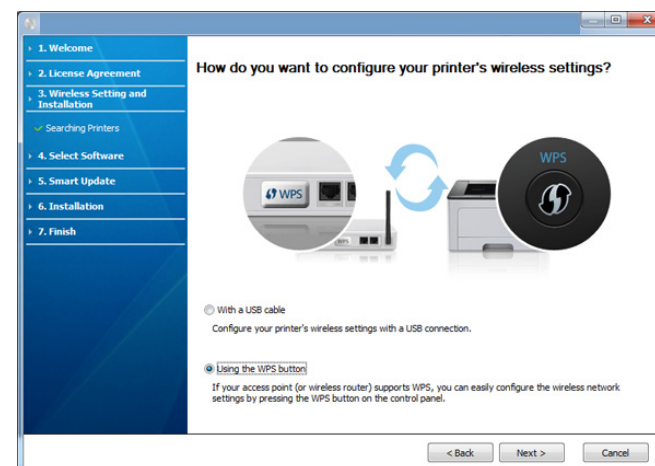 1. Welcome
2. License Agreement
3. Wireless Setting and
Installation
Searching Printers
4. Select Software
5. Smart Update
6. Installation
7. Finish
How do you want to configure your printer's wireless settings?
WPS
WPS
WPS
With a USB cable
Configure your printer's wireless settings with a USB connection.
Using the WPS button
If your access point (or wireless router) supports WPS, you can easily configure the wireless network
settings by pressing the WPS button on the control panel.
< Back
Next >
Cancel